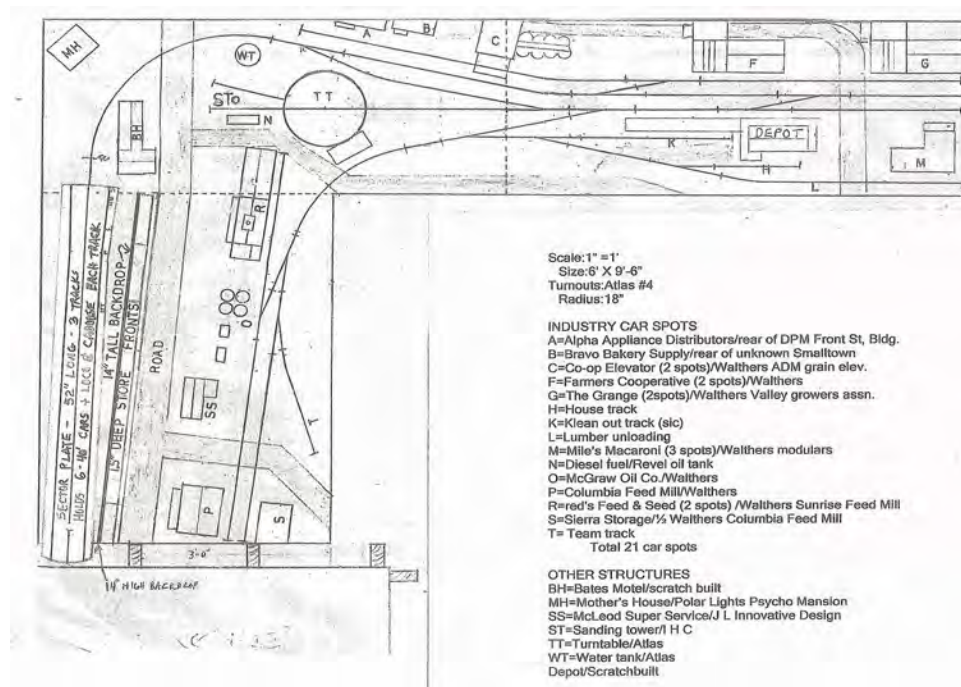 MH
WT
A
B
C
F
G
BH
STo
N
TT
K
DEPOT
H
L
M
R
O
SS
T
P
S
SECTOR PLATE - 52" LONG - 3 TRACKS
HOLDS 6-40' CARS + LOCO & CABOOSE EACH TRACK
14" TALL BACKDROP
1.5" DEEP STORE FRONTS
ROAD
3'-0"
14" HIGH BACKDROP
Scale:1" =1'
Size:6' X 9'-6"
Turnouts:Atlas #4
Radius:18"
INDUSTRY CAR SPOTS
A=Alpha Appliance Distributors/rear of DPM Front St, Bldg.
B=Bravo Bakery Supply/rear of unknown Smalltown
C=Co-op Elevator (2 spots)/Walthers ADM grain elev.
F=Farmers Cooperative (2 spots)/Walthers
G=The Grange (2spots)/Walthers Valley growers assn.
H=House track
K=Klean out track (sic)
L=Lumber unloading
M=Mile's Macaroni (3 spots)/Walthers modulars
N=Diesel fuel/Revel oil tank
O=McGraw Oil Co./Walthers
P=Columbia Feed Mill/Walthers
R=red's Feed & Seed (2 spots) /Walthers Sunrise Feed Mill
S=Sierra Storage/½ Walthers Columbia Feed Mill
T= Team track
Total 21 car spots
OTHER STRUCTURES
BH=Bates Motel/scratch built
MH=Mother's House/Polar Lights Psycho Mansion
SS=McLeod Super Service/J L Innovative Design
ST=Sanding tower/I H C
TT=Turntable/Atlas
WT=Water tank/Atlas
Depot/Scratchbuilt